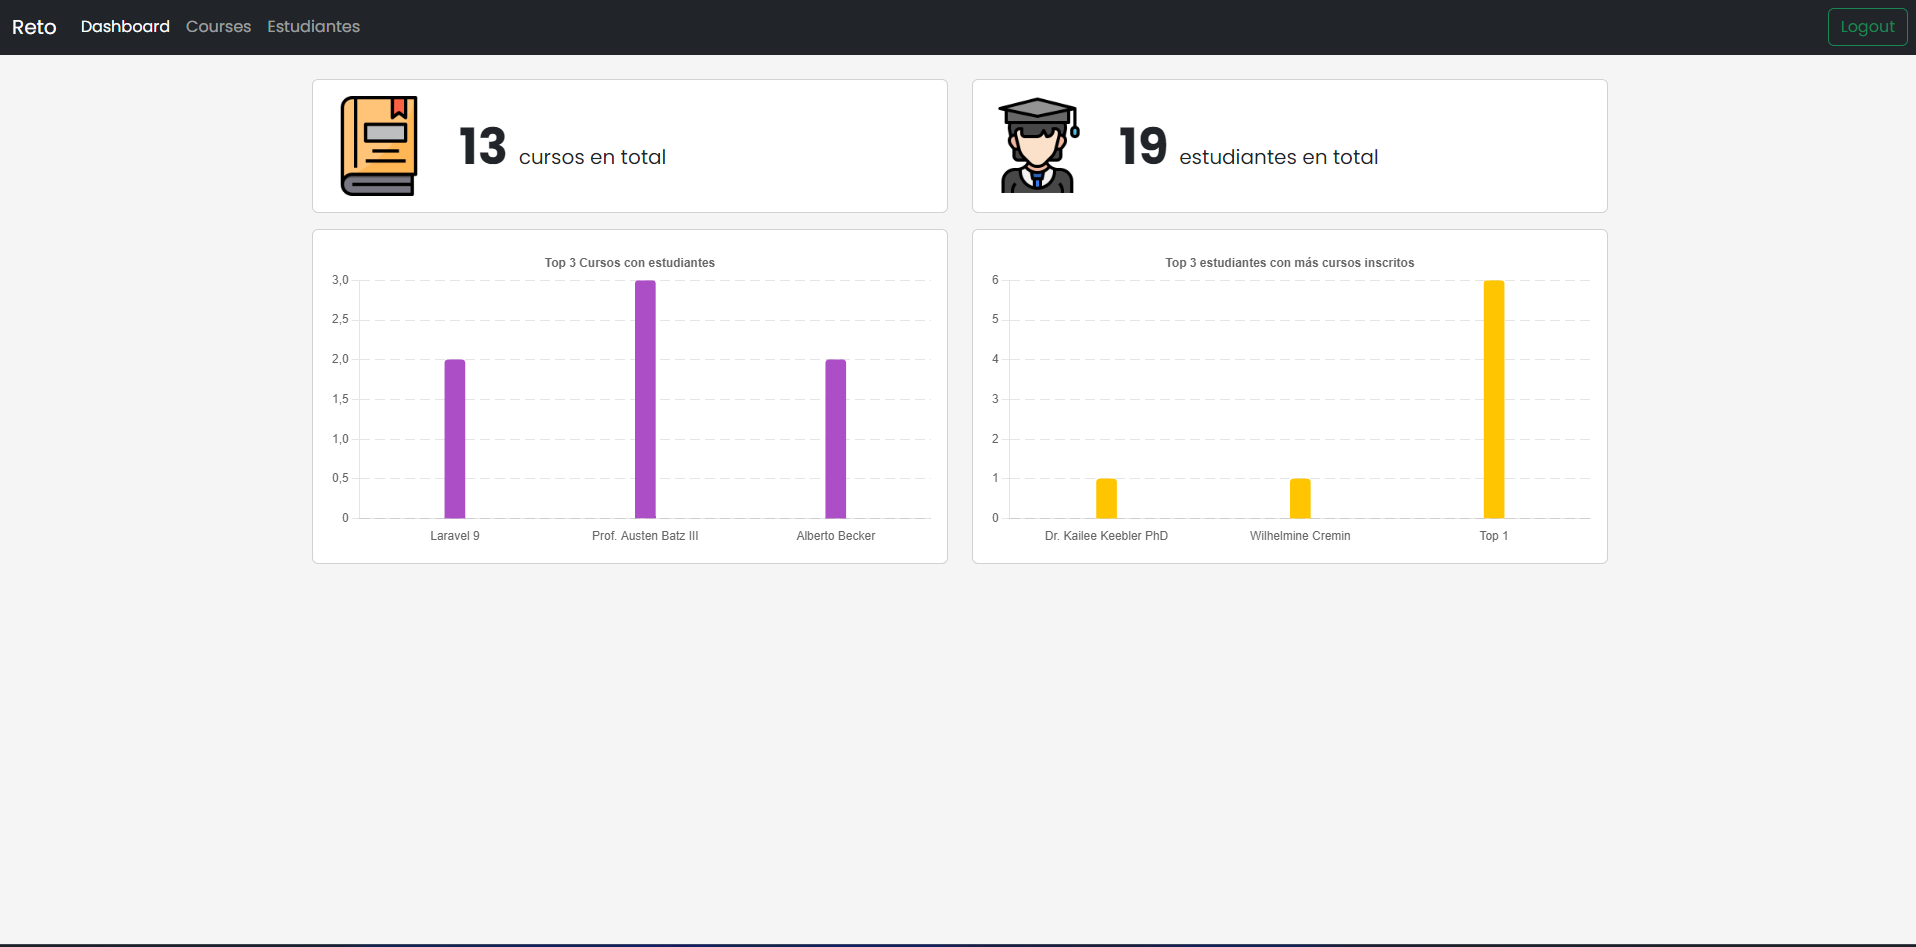 Reto Dashboard Courses Estudiantes Logout
13 cursos en total
19 estudiantes en total
Top 3 Cursos con estudiantes
3,0
2,5
2,0
1,5
1,0
0,5
0
Laravel 9 Prof. Austen Batz III Alberto Becker
Top 3 estudiantes con más cursos inscritos
6
5
4
3
2
1
0
Dr. Kailee Keebler PhD Wilhelmine Cremin Top 1